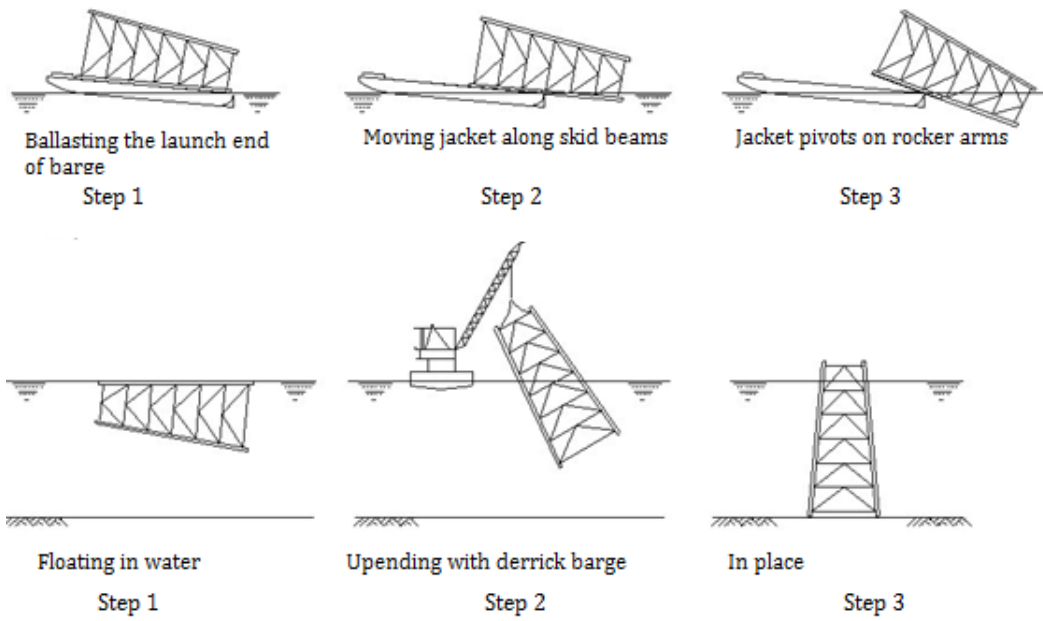 Ballasting the launch end
of barge
Moving jacket along skid beams
Jacket pivots on rocker arms
Step 1
Step 2
Step 3
Floating in water
Upending with derrick barge
In place
Step 1
Step 2
Step 3